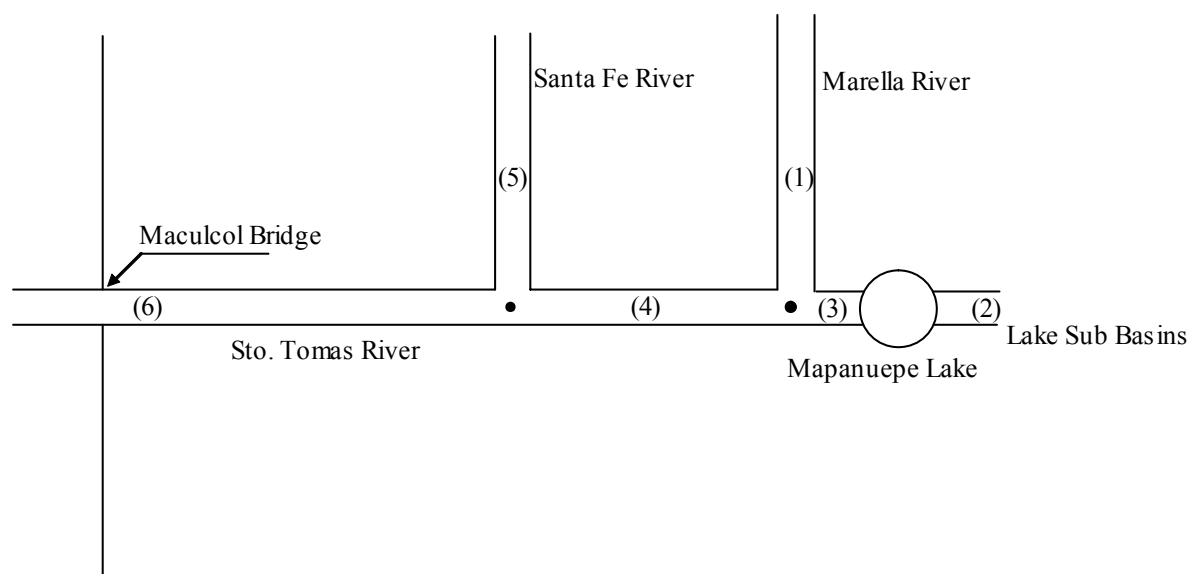 Santa Fe River
Marella River
(5)
(1)
Maculcol Bridge
(6)
(4)
(3)
(2)
Lake Sub Basins
Sto. Tomas River
Mapanuepe Lake